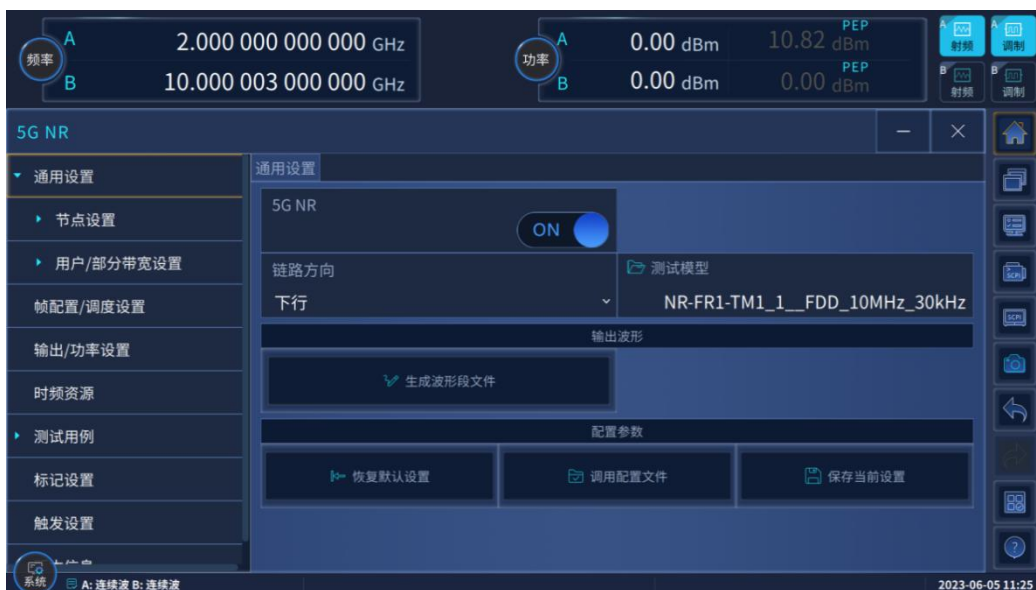 频率
A 2.000 000 000 000 GHz
B 10.000 003 000 000 GHz
功率
A 0.00 dBm PEP 10.82 dBm
B 0.00 dBm PEP 0.00 dBm
A 射频
A 调制
B 射频
B 调制
5G NR
通用设置
节点设置
用户/部分带宽设置
帧配置/调度设置
输出/功率设置
时频资源
测试用例
标记设置
触发设置
通用设置
5G NR
ON
链路方向
下行
测试模型
NR-FR1-TM1_1__FDD_10MHz_30kHz
输出波形
生成波形段文件
配置参数
恢复默认设置
调用配置文件
保存当前设置
SCPI
SCPI
系统
A: 连续波 B: 连续波
2023-06-05 11:25